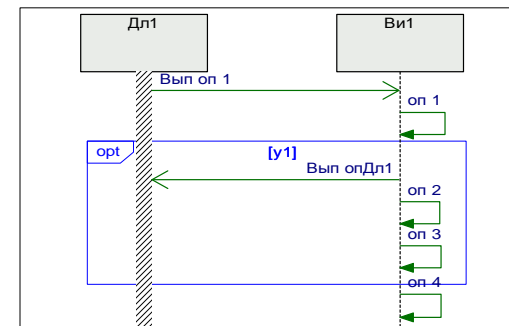 Дл1
Ви1
Вып оп 1
оп 1
opt
[у1]
Вып опДл1
оп 2
оп 3
оп 4